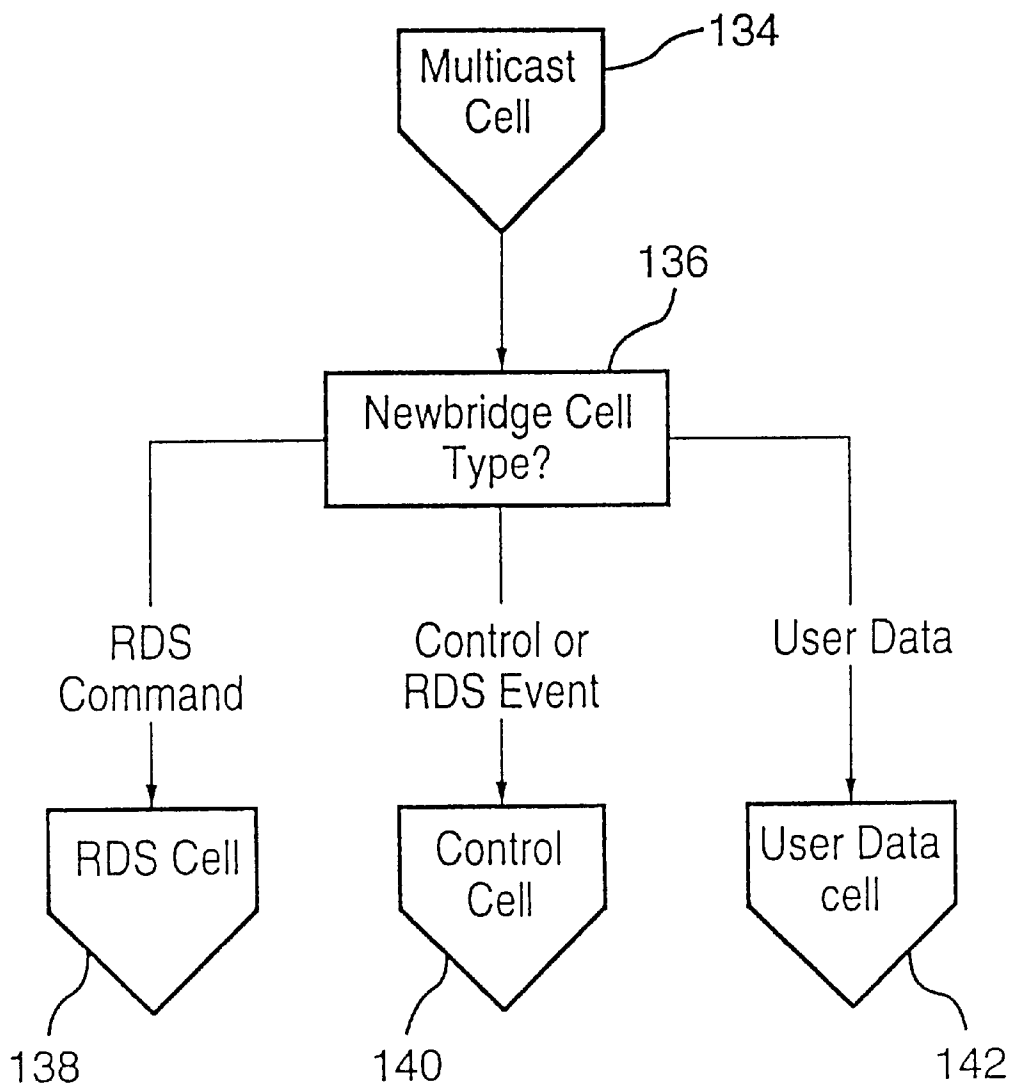 134
Multicast
Cell
136
Newbridge Cell
Type?
RDS
Command
Control or
RDS Event
User Data
RDS Cell
Control
Cell
User Data
cell
138
140
142